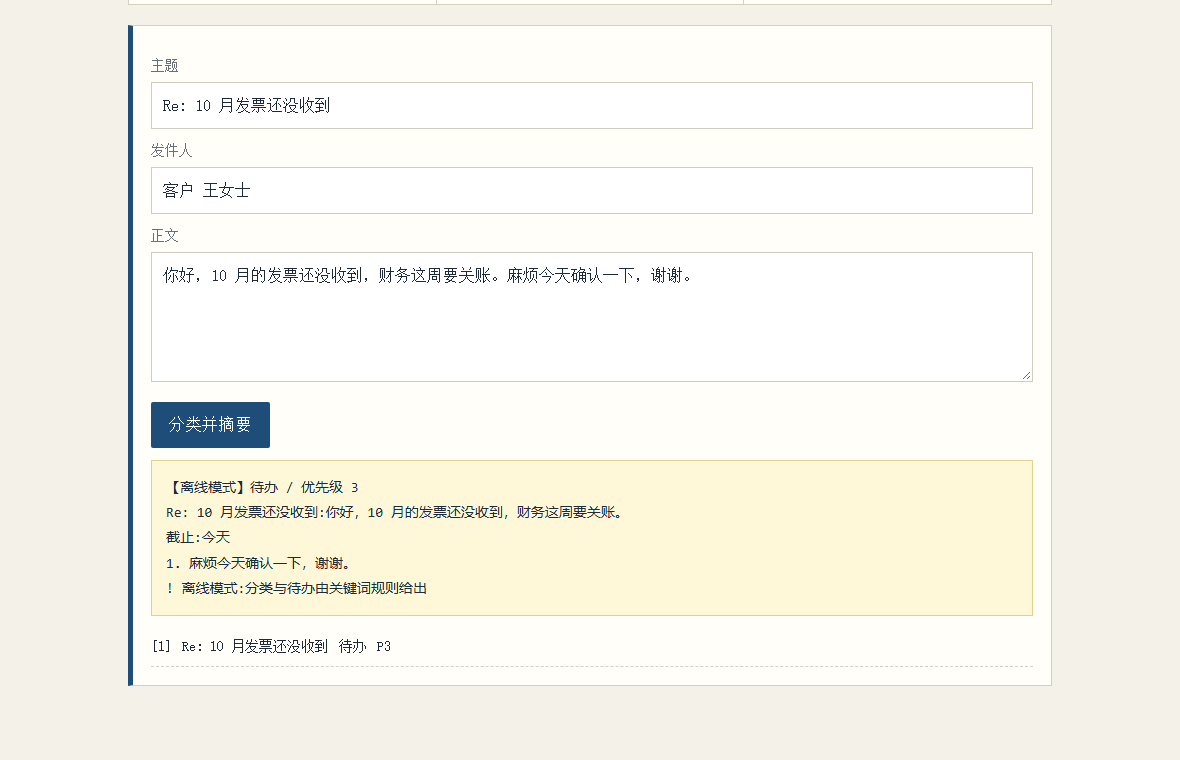 主题
Re: 10 月发票还没收到
发件人
客户 王女士
正文
你好，10 月的发票还没收到，财务这周要关账。麻烦今天确认一下，谢谢。
分类并摘要
【离线模式】待办 / 优先级 3
Re: 10 月发票还没收到:你好，10 月的发票还没收到，财务这周要关账。
截止:今天
1. 麻烦今天确认一下，谢谢。
! 离线模式:分类与待办由关键词规则给出
[1] Re: 10 月发票还没收到 待办 P3